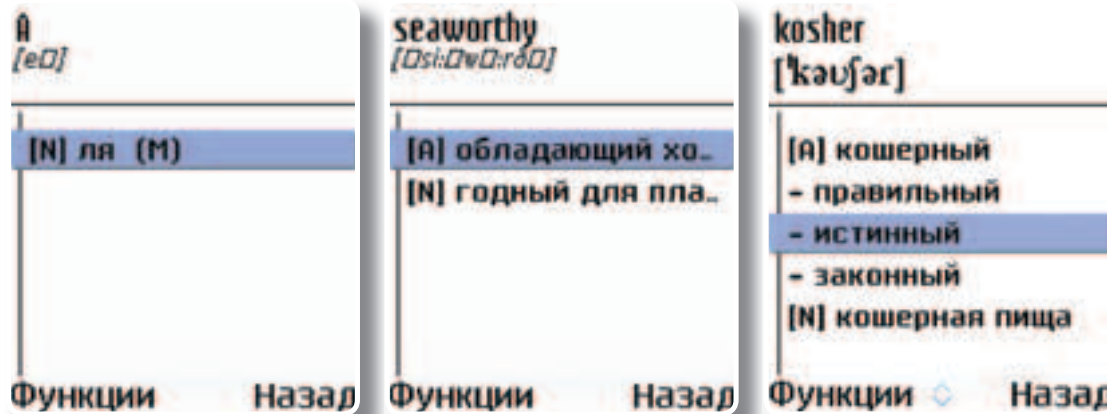 A
[e□]
[N] ля (M)
Функции Назад
seaworthy
[□si:□w□:rð□]
[A] обладающий хо..
[N] годный для пла..
Функции Назад
kosher
[ˈkəʊʃər]
[A] кошерный
- правильный
- истинный
- законный
[N] кошерная пища
Функции Назад